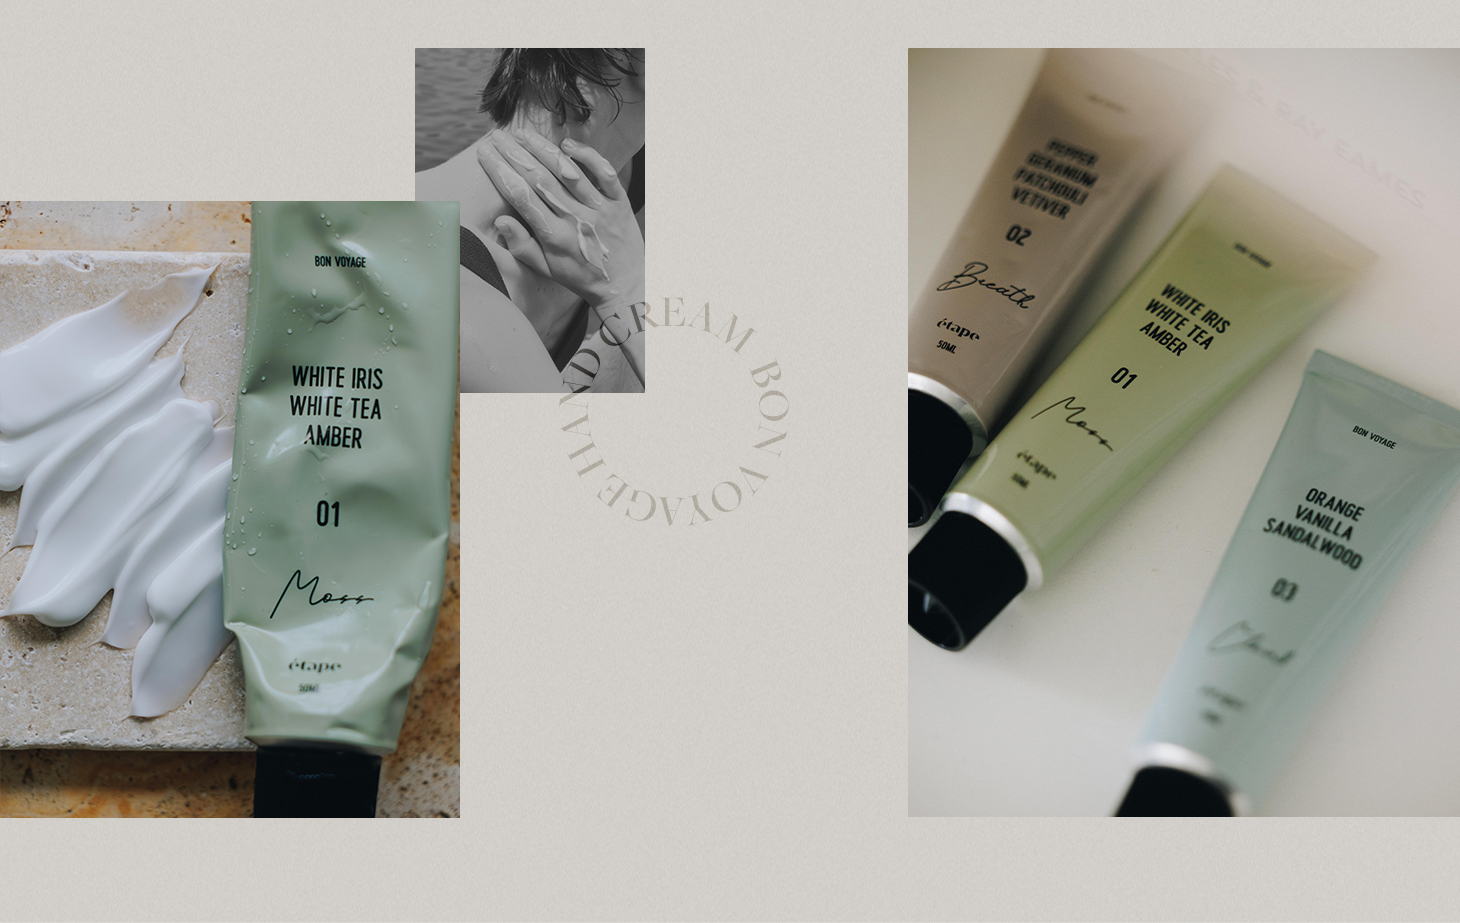 BON VOYAGE
WHITE IRIS
WHITE TEA
AMBER
01
Moss
étape
50ML
HAND CREAM BON VOYAGE
PEPPER
GERANIUM
PATCHOULI
VETIVER
02
Breath
étape
50ML
BON VOYAGE
WHITE IRIS
WHITE TEA
AMBER
01
Moss
étape
50ML
BON VOYAGE
ORANGE
VANILLA
SANDALWOOD
03
& RAY EAMES